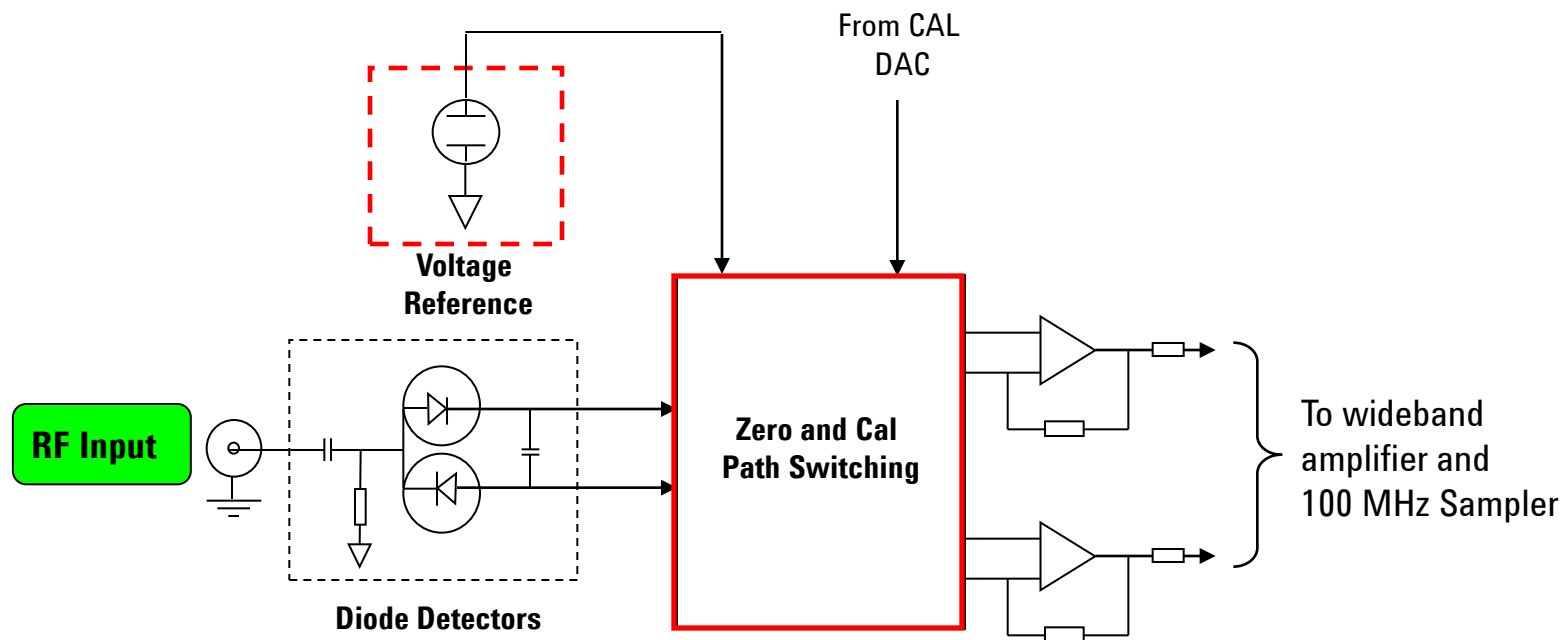 From CAL
DAC
Voltage
Reference
RF Input
Zero and Cal
Path Switching
To wideband
amplifier and
100 MHz Sampler
Diode Detectors